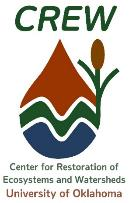 CREW
Center for Restoration of
Ecosystems and Watersheds
University of Oklahoma